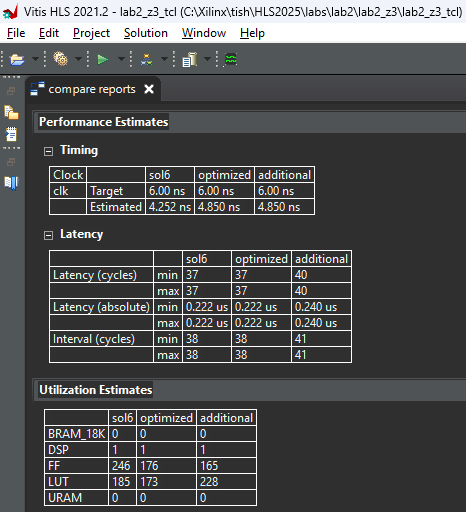 Vitis HLS 2021.2 - lab2_z3_tcl (C:\Xilinx\tish\HLS2025\labs\lab2\lab2_z3\lab2_z3_tcl)
File Edit Project Solution Window Help
compare reports
Performance Estimates
Timing
Clock sol6 optimized additional
clk Target 6.00 ns 6.00 ns 6.00 ns
Estimated 4.252 ns 4.850 ns 4.850 ns
Latency
sol6 optimized additional
Latency (cycles) min 37 37 40
max 37 37 40
Latency (absolute) min 0.222 us 0.222 us 0.240 us
max 0.222 us 0.222 us 0.240 us
Interval (cycles) min 38 38 41
max 38 38 41
Utilization Estimates
sol6 optimized additional
BRAM_18K 0 0 0
DSP 1 1 1
FF 246 176 165
LUT 185 173 228
URAM 0 0 0